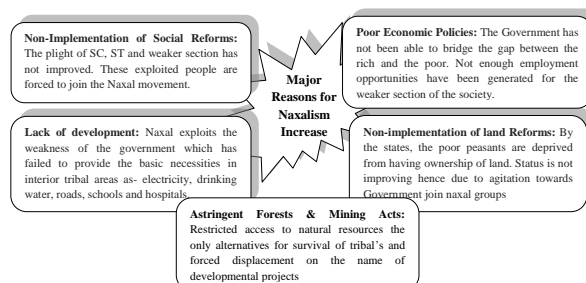 Non-Implementation of Social Reforms:
The plight of SC, ST and weaker section has
not improved. These exploited people are
forced to join the Naxal movement.
Poor Economic Policies: The Government has
not been able to bridge the gap between the
rich and the poor. Not enough employment
opportunities have been generated for the
weaker section of the society.
Major
Reasons for
Naxalism
Increase
Lack of development: Naxal exploits the
weakness of the government which has
failed to provide the basic necessities in
interior tribal areas as- electricity, drinking
water, roads, schools and hospitals
Non-implementation of land Reforms: By
the states, the poor peasants are deprived
from having ownership of land. Status is not
improving hence due to agitation towards
Government join naxal groups
Astringent Forests & Mining Acts:
Restricted access to natural resources the
only alternatives for survival of tribal's and
forced displacement on the name of
developmental projects